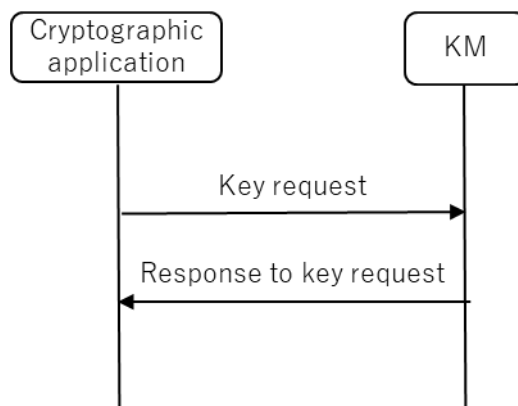 Cryptographic
application
KM
Key request
Response to key request